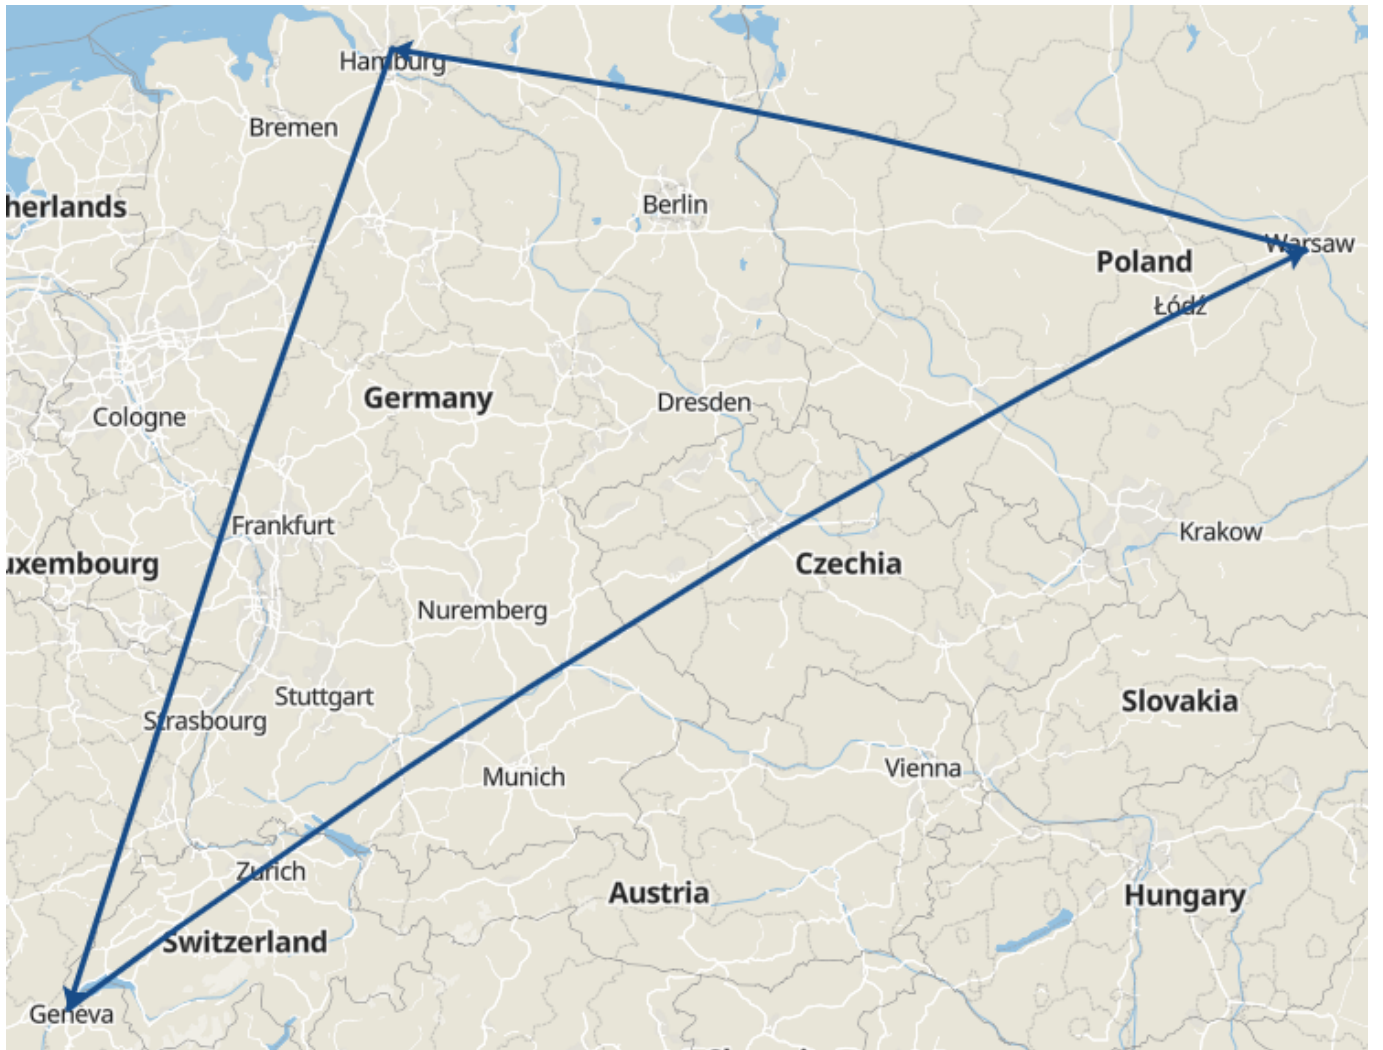 Hamburg
Bremen
herlands
Berlin
Warsaw
Poland
Łódź
Germany
Dresden
Cologne
Frankfurt
Krakow
uxembourg
Czechia
Nuremberg
Stuttgart
Slovakia
Strasbourg
Munich
Vienna
Zurich
Austria
Hungary
Switzerland
Geneva